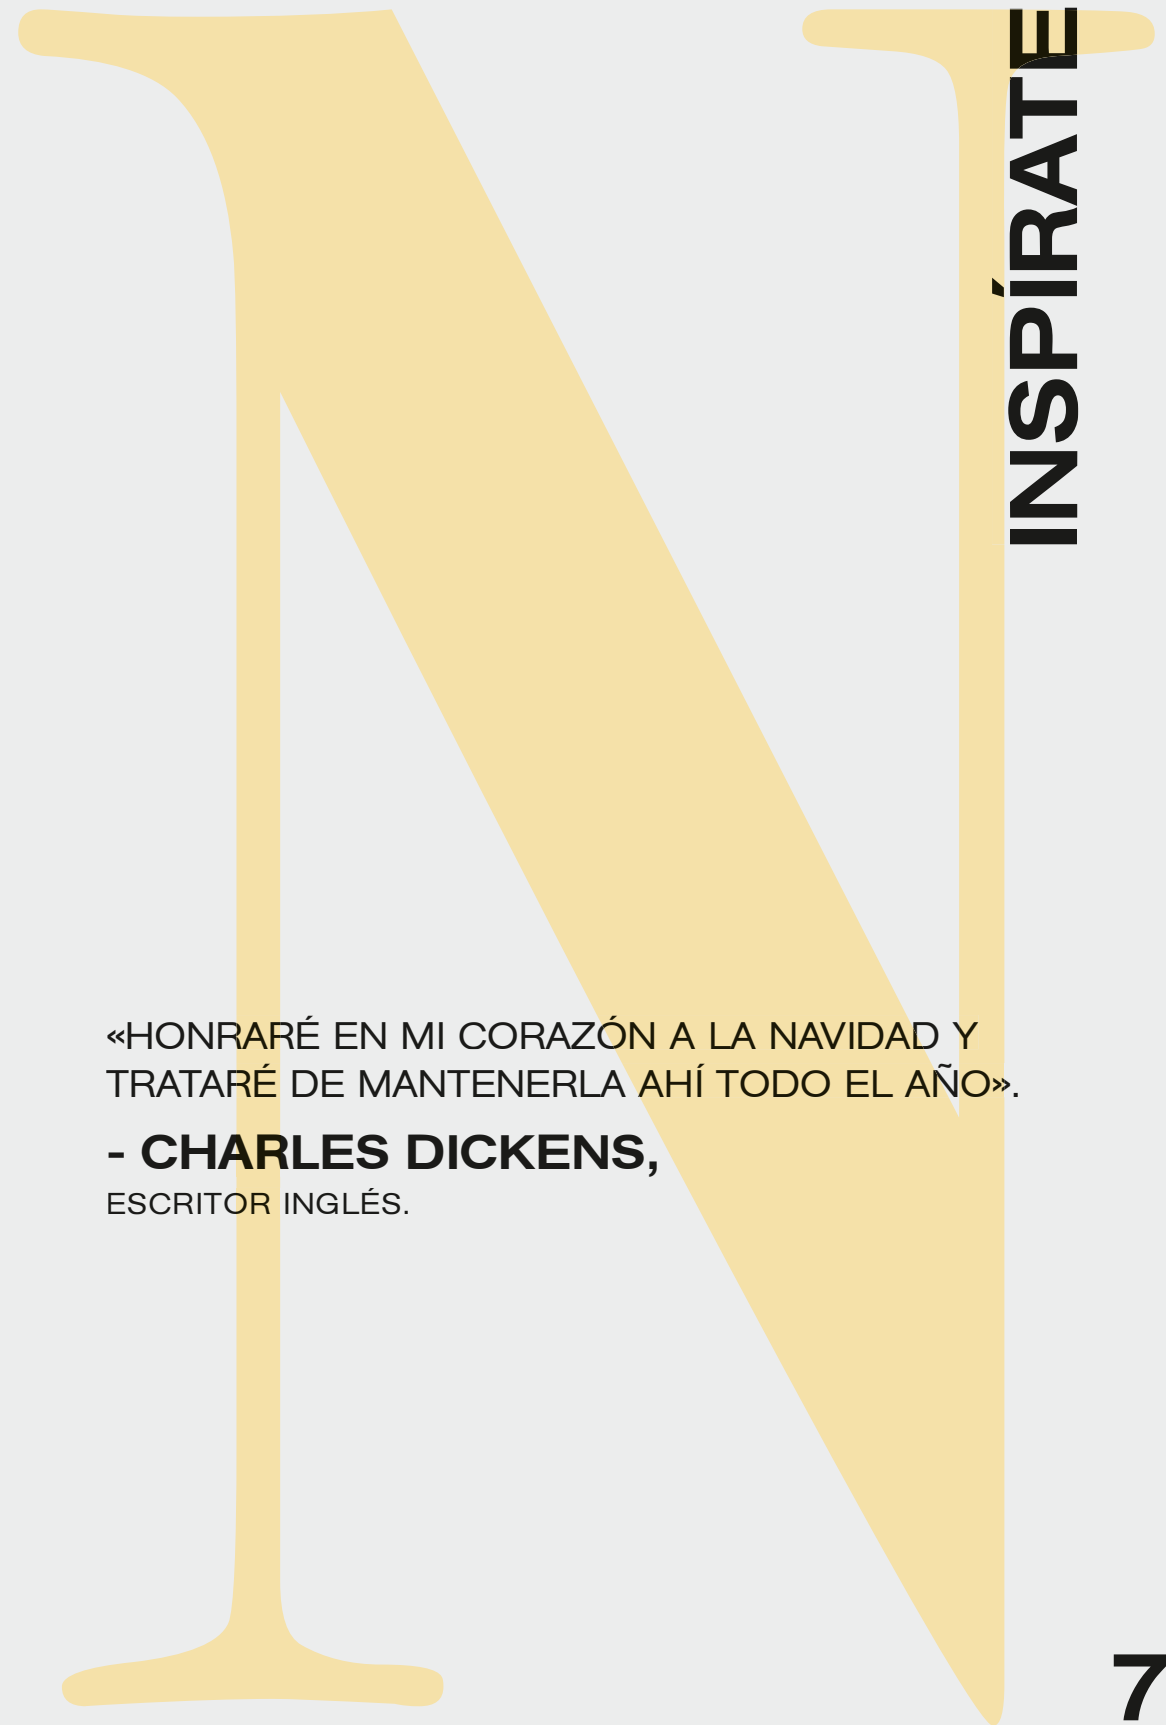 N
INSPÍRATE
«HONRARÉ EN MI CORAZÓN A LA NAVIDAD Y
TRATARÉ DE MANTENERLA AHÍ TODO EL AÑO».
- CHARLES DICKENS,
ESCRITOR INGLÉS.
7